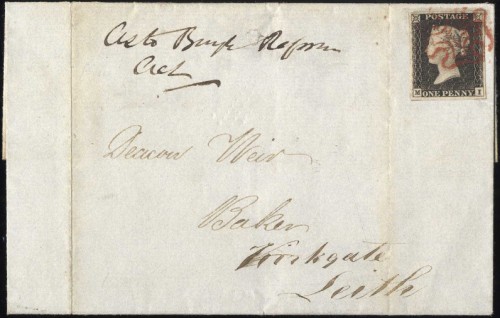 POSTAGE
ONE PENNY
As to Burgh Reform
Act
Deacon Weir
Baker
Kirkgate
Leith